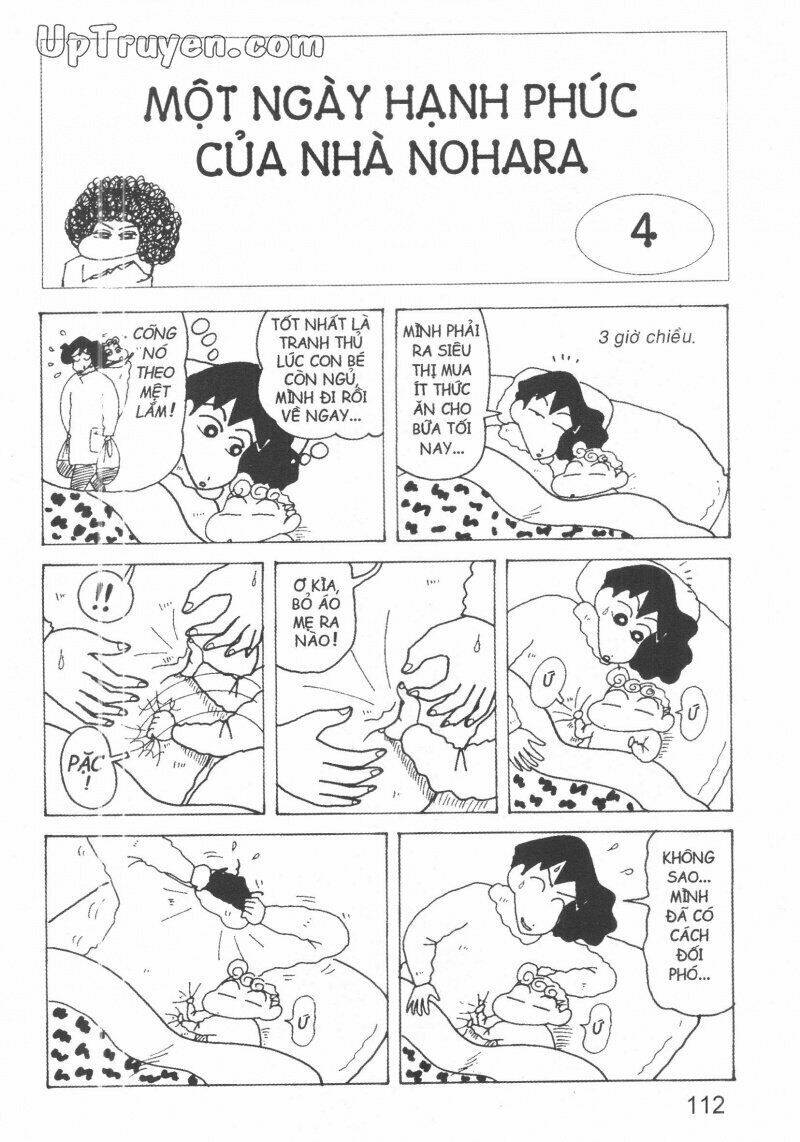 UpTruyen.com
MỘT NGÀY HẠNH PHÚC
CỦA NHÀ NOHARA
4
3 giờ chiều.
MÌNH PHẢI
RA SIÊU
THỊ MUA
ÍT THỨC
ĂN CHO
BỮA TỐI
NAY...
TỐT NHẤT LÀ
TRANH THỦ
LÚC CON BÉ
CÒN NGỦ,
MÌNH ĐI RỒI
VỀ NGAY...
CÕNG
NÓ
THEO
MỆT
LẮM!
Ứ
Ứ
Ơ KÌA,
BỎ ÁO
MẸ RA
NÀO!
!!
PẶC
!
KHÔNG
SAO...
MÌNH
ĐÃ CÓ
CÁCH
ĐỐI
PHÓ...
Ứ
Ứ
112